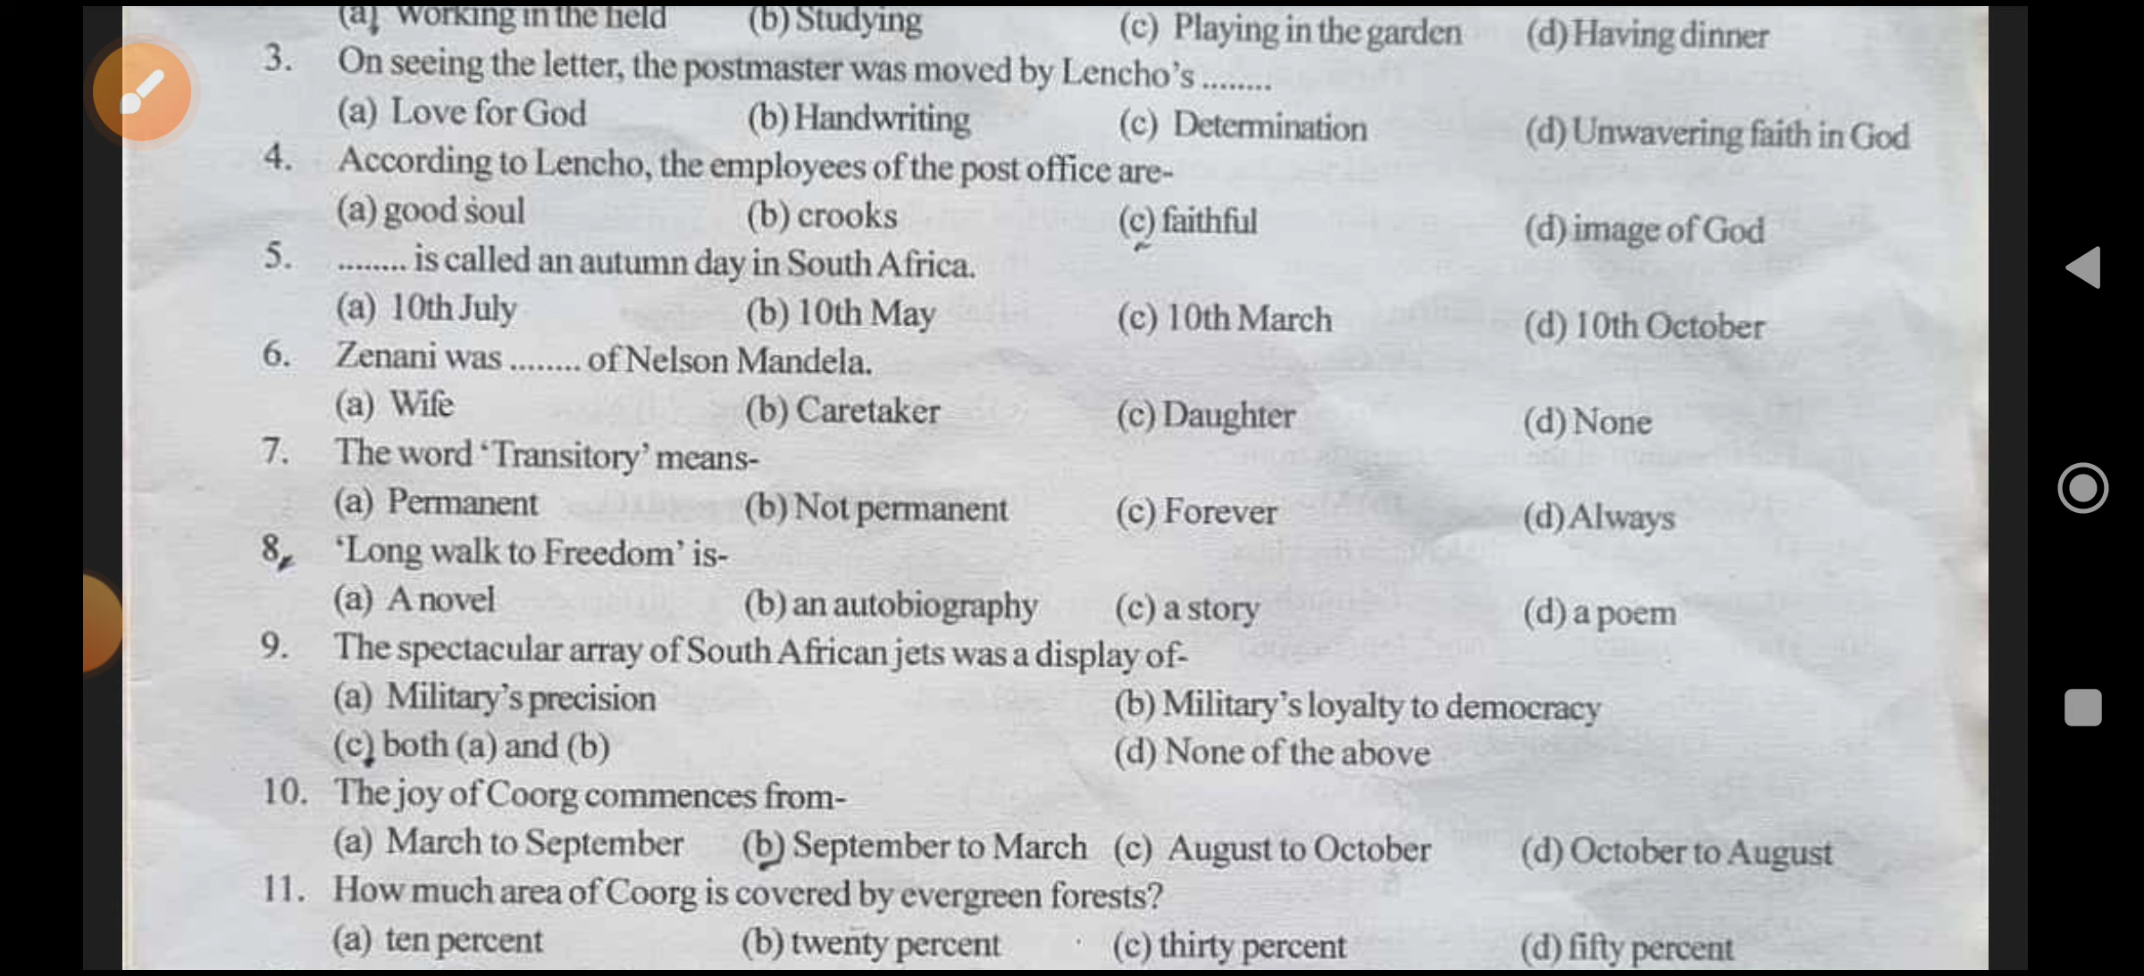 (a) Working in the field (b) Studying (c) Playing in the garden (d) Having dinner
3. On seeing the letter, the postmaster was moved by Lencho's ........
(a) Love for God (b) Handwriting (c) Determination (d) Unwavering faith in God
4. According to Lencho, the employees of the post office are-
(a) good soul (b) crooks (c) faithful (d) image of God
5. ........ is called an autumn day in South Africa.
(a) 10th July (b) 10th May (c) 10th March (d) 10th October
6. Zenani was ........ of Nelson Mandela.
(a) Wife (b) Caretaker (c) Daughter (d) None
7. The word ‘Transitory’ means-
(a) Permanent (b) Not permanent (c) Forever (d) Always
8. ‘Long walk to Freedom’ is-
(a) A novel (b) an autobiography (c) a story (d) a poem
9. The spectacular array of South African jets was a display of-
(a) Military's precision (b) Military's loyalty to democracy
(c) both (a) and (b) (d) None of the above
10. The joy of Coorg commences from-
(a) March to September (b) September to March (c) August to October (d) October to August
11. How much area of Coorg is covered by evergreen forests?
(a) ten percent (b) twenty percent (c) thirty percent (d) fifty percent